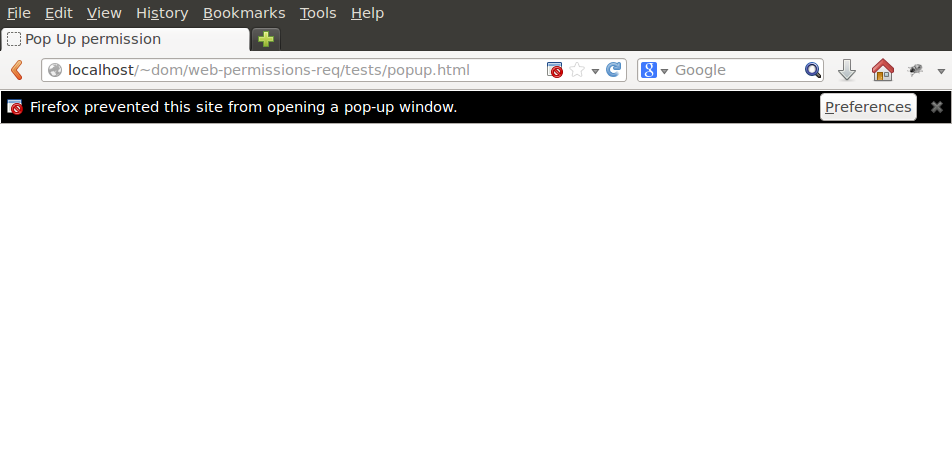 File Edit View History Bookmarks Tools Help
Pop Up permission
localhost/~dom/web-permissions-req/tests/popup.html 8 Google
Firefox prevented this site from opening a pop-up window. Preferences